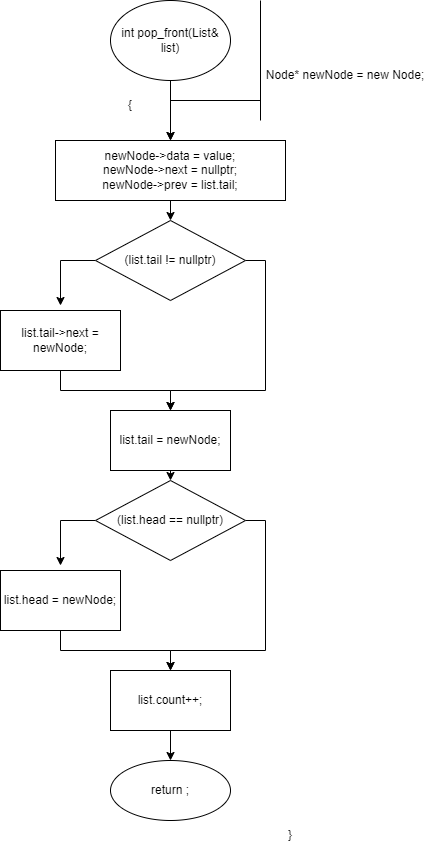 int pop_front(List&
list)
Node* newNode = new Node;
{
newNode->data = value;
newNode->next = nullptr;
newNode->prev = list.tail;
(list.tail != nullptr)
list.tail->next =
newNode;
list.tail = newNode;
(list.head == nullptr)
list.head = newNode;
list.count++;
return ;
}